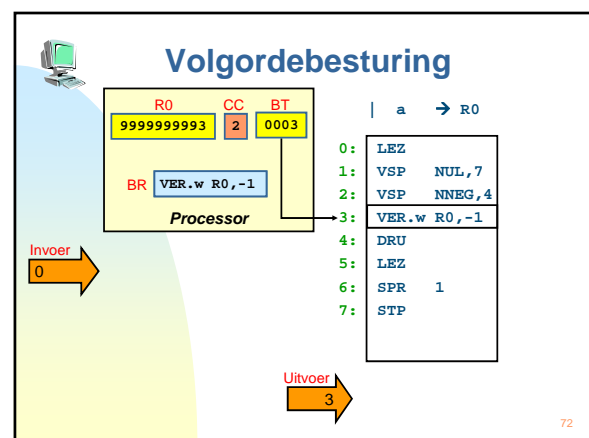 Volgordebesturing
R0 CC BT
9999999993 2 0003
BR VER.w R0,-1
Processor
| a → R0
0: LEZ
1: VSP NUL,7
2: VSP NNEG,4
3: VER.w R0,-1
4: DRU
5: LEZ
6: SPR 1
7: STP
Invoer
0
Uitvoer
3
72